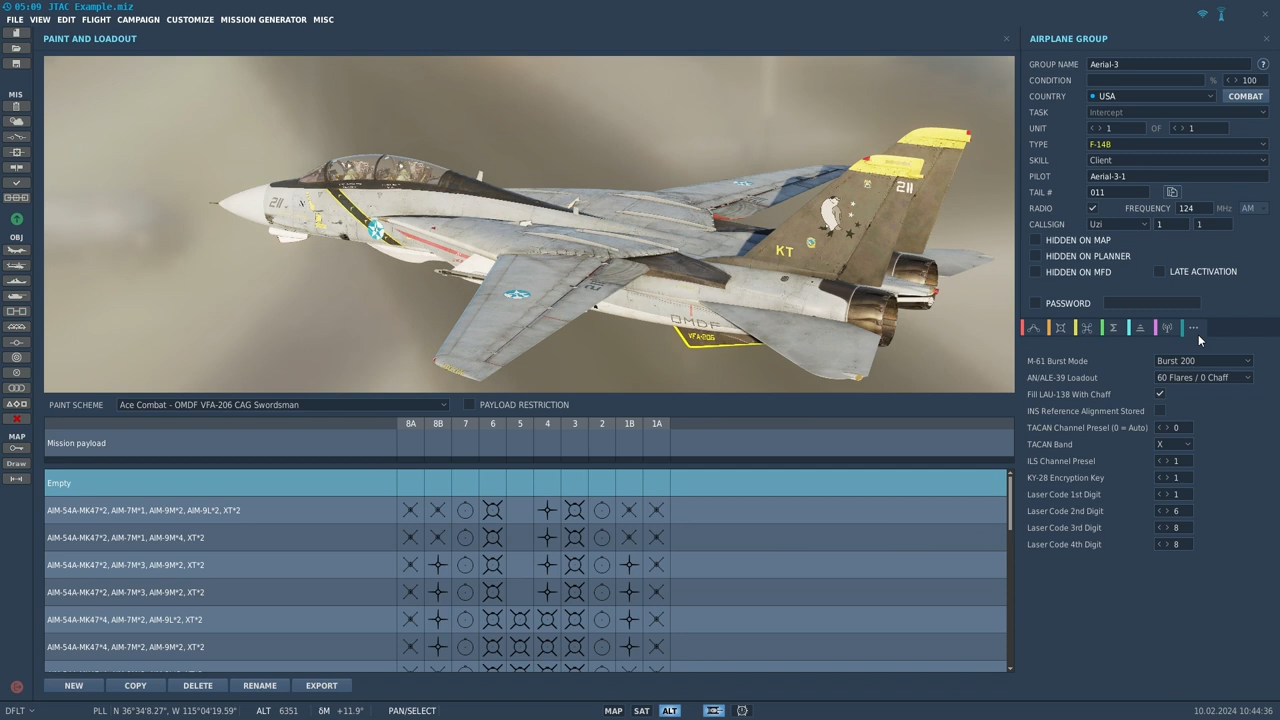 05:09 JTAC Example.miz
FILE VIEW EDIT FLIGHT CAMPAIGN CUSTOMIZE MISSION GENERATOR MISC
PAINT AND LOADOUT
MIS
OBJ
MAP
Draw
211
211
KT
OMDF
VFA-206
PAINT SCHEME Ace Combat - OMDF VFA-206 CAG Swordsman PAYLOAD RESTRICTION
8A 8B 7 6 5 4 3 2 1B 1A
Mission payload
Empty
AIM-54A-MK47*2, AIM-7M*1, AIM-9M*2, AIM-9L*2, XT*2
AIM-54A-MK47*2, AIM-7M*1, AIM-9M*4, XT*2
AIM-54A-MK47*2, AIM-7M*3, AIM-9M*2, XT*2
AIM-54A-MK47*2, AIM-7M*3, AIM-9M*2, XT*2
AIM-54A-MK47*4, AIM-7M*2, AIM-9L*2, XT*2
AIM-54A-MK47*4, AIM-7M*2, AIM-9M*2, XT*2
NEW COPY DELETE RENAME EXPORT
AIRPLANE GROUP
GROUP NAME Aerial-3 ?
CONDITION % < > 100
COUNTRY USA COMBAT
TASK Intercept
UNIT < > 1 OF < > 1
TYPE F-14B
SKILL Client
PILOT Aerial-3-1
TAIL # 011
RADIO FREQUENCY 124 MHz AM
CALLSIGN Uzi 1 1
HIDDEN ON MAP
HIDDEN ON PLANNER
HIDDEN ON MFD LATE ACTIVATION
PASSWORD
M-61 Burst Mode Burst 200
AN/ALE-39 Loadout 60 Flares / 0 Chaff
Fill LAU-138 With Chaff
INS Reference Alignment Stored
TACAN Channel Presel (0 = Auto) < > 0
TACAN Band X
ILS Channel Presel < > 1
KY-28 Encryption Key < > 1
Laser Code 1st Digit < > 1
Laser Code 2nd Digit < > 6
Laser Code 3rd Digit < > 8
Laser Code 4th Digit < > 8
DFLT PLL N 36°34'8.27", W 115°04'19.59" ALT 6351 δM +11.9° PAN/SELECT MAP SAT ALT 10.02.2024 10:44:36